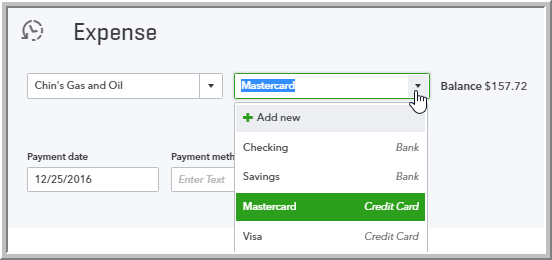 Expense
Chin's Gas and Oil Mastercard Balance $157.72
Add new
Checking Bank
Savings Bank
Mastercard Credit Card
Visa Credit Card
Payment date Payment meth
12/25/2016 Enter Text